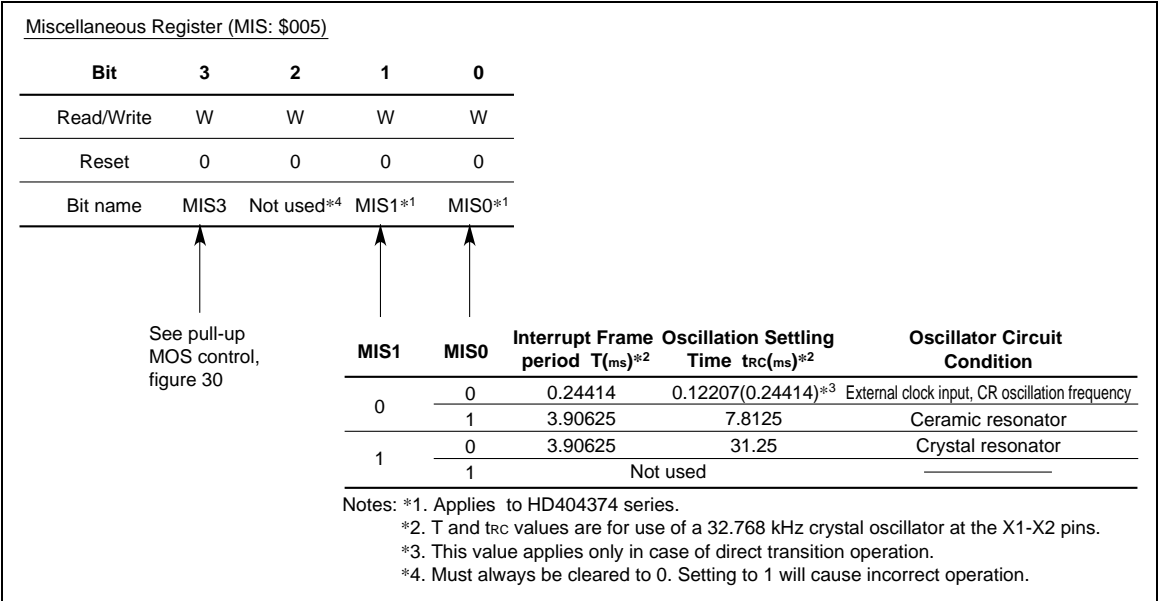 Miscellaneous Register (MIS: $005)
Bit 3 2 1 0
Read/Write W W W W
Reset 0 0 0 0
Bit name MIS3 Not used*4 MIS1*1 MIS0*1
See pull-up
MOS control,
figure 30
MIS1 MIS0 Interrupt Frame period T(ms)*2 Oscillation Settling Time tRC(ms)*2 Oscillator Circuit Condition
0 0 0.24414 0.12207(0.24414)*3 External clock input, CR oscillation frequency
1 3.90625 7.8125 Ceramic resonator
1 0 3.90625 31.25 Crystal resonator
1 Not used
Notes: *1. Applies to HD404374 series.
*2. T and tRC values are for use of a 32.768 kHz crystal oscillator at the X1-X2 pins.
*3. This value applies only in case of direct transition operation.
*4. Must always be cleared to 0. Setting to 1 will cause incorrect operation.